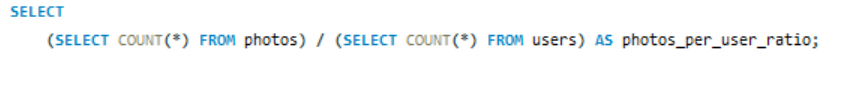 SELECT
(SELECT COUNT(*) FROM photos) / (SELECT COUNT(*) FROM users) AS photos_per_user_ratio;